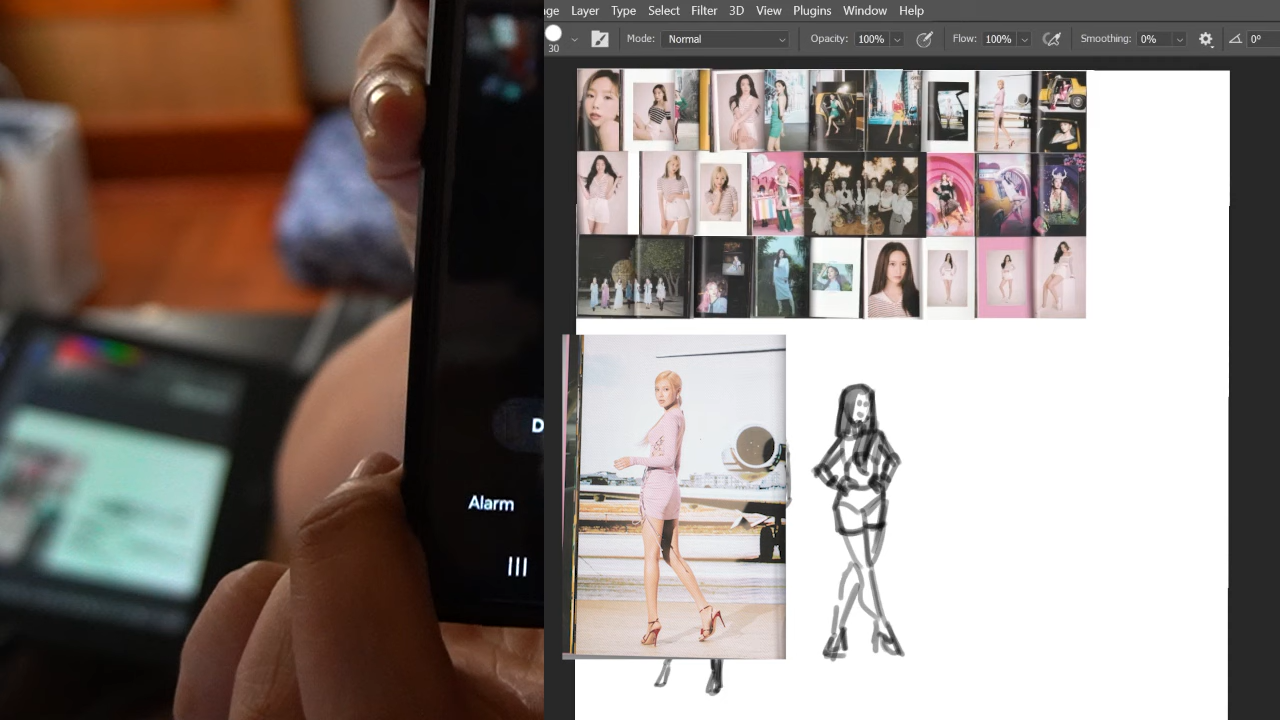 ge Layer Type Select Filter 3D View Plugins Window Help
30 Mode: Normal Opacity: 100% Flow: 100% Smoothing: 0% 0°
D
Alarm